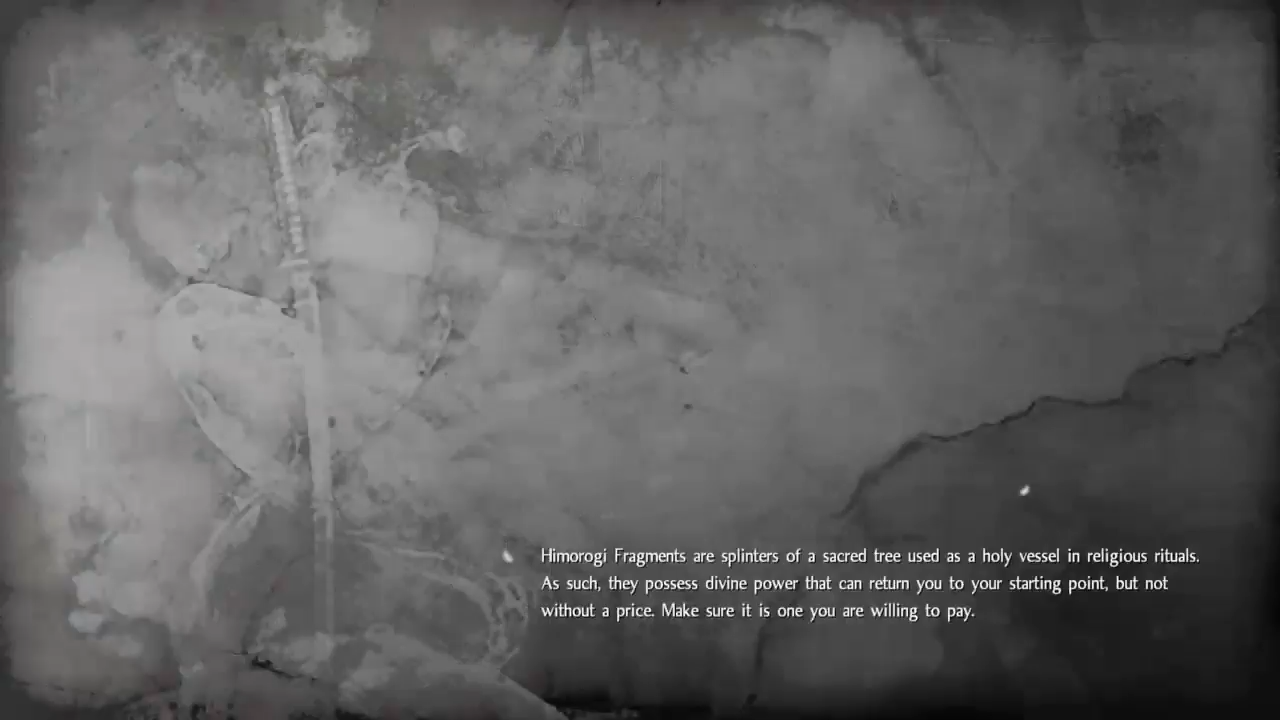 Himorogi Fragments are splinters of a sacred tree used as a holy vessel in religious rituals.
As such, they possess divine power that can return you to your starting point, but not
without a price. Make sure it is one you are willing to pay.